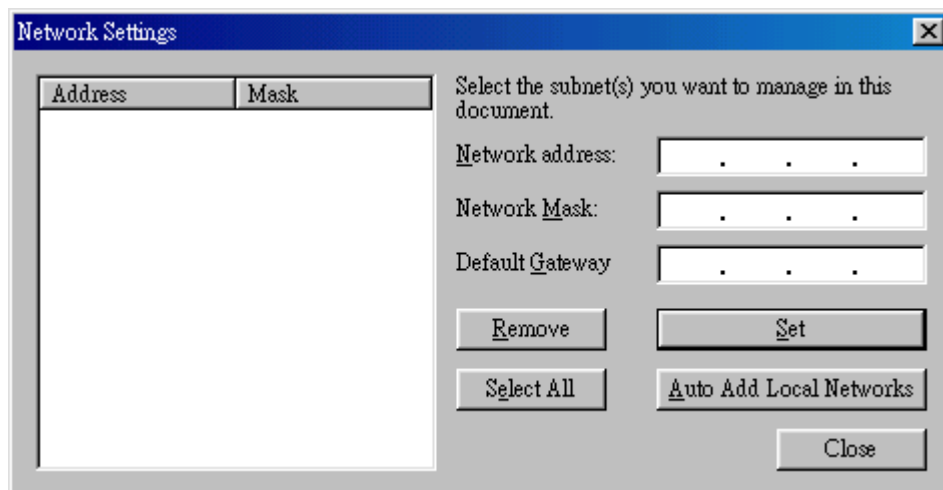 Network Settings
Address Mask
Select the subnet(s) you want to manage in this
document.
Network address:
. . .
Network Mask:
. . .
Default Gateway
. . .
Remove
Set
Select All
Auto Add Local Networks
Close